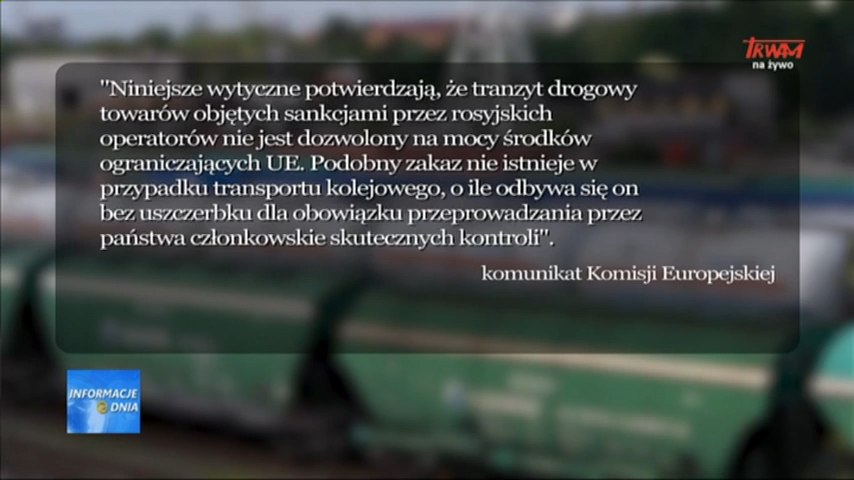 TRWAM
na żywo
"Niniejsze wytyczne potwierdzają, że tranzyt drogowy
towarów objętych sankcjami przez rosyjskich
operatorów nie jest dozwolony na mocy środków
ograniczających UE. Podobny zakaz nie istnieje w
przypadku transportu kolejowego, o ile odbywa się on
bez uszczerbku dla obowiązku przeprowadzania przez
państwa członkowskie skutecznych kontroli".
komunikat Komisji Europejskiej
INFORMACJE
DNIA